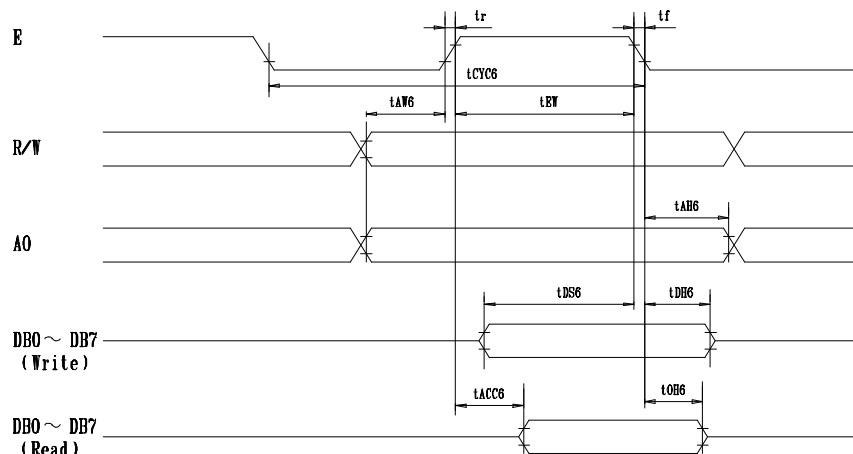 tr
tf
E
tCYC6
tAW6
tEW
R/W
tAH6
A0
tDS6
tDH6
DB0～DB7
(Write)
tACC6
tOH6
DB0～DB7
(Read)